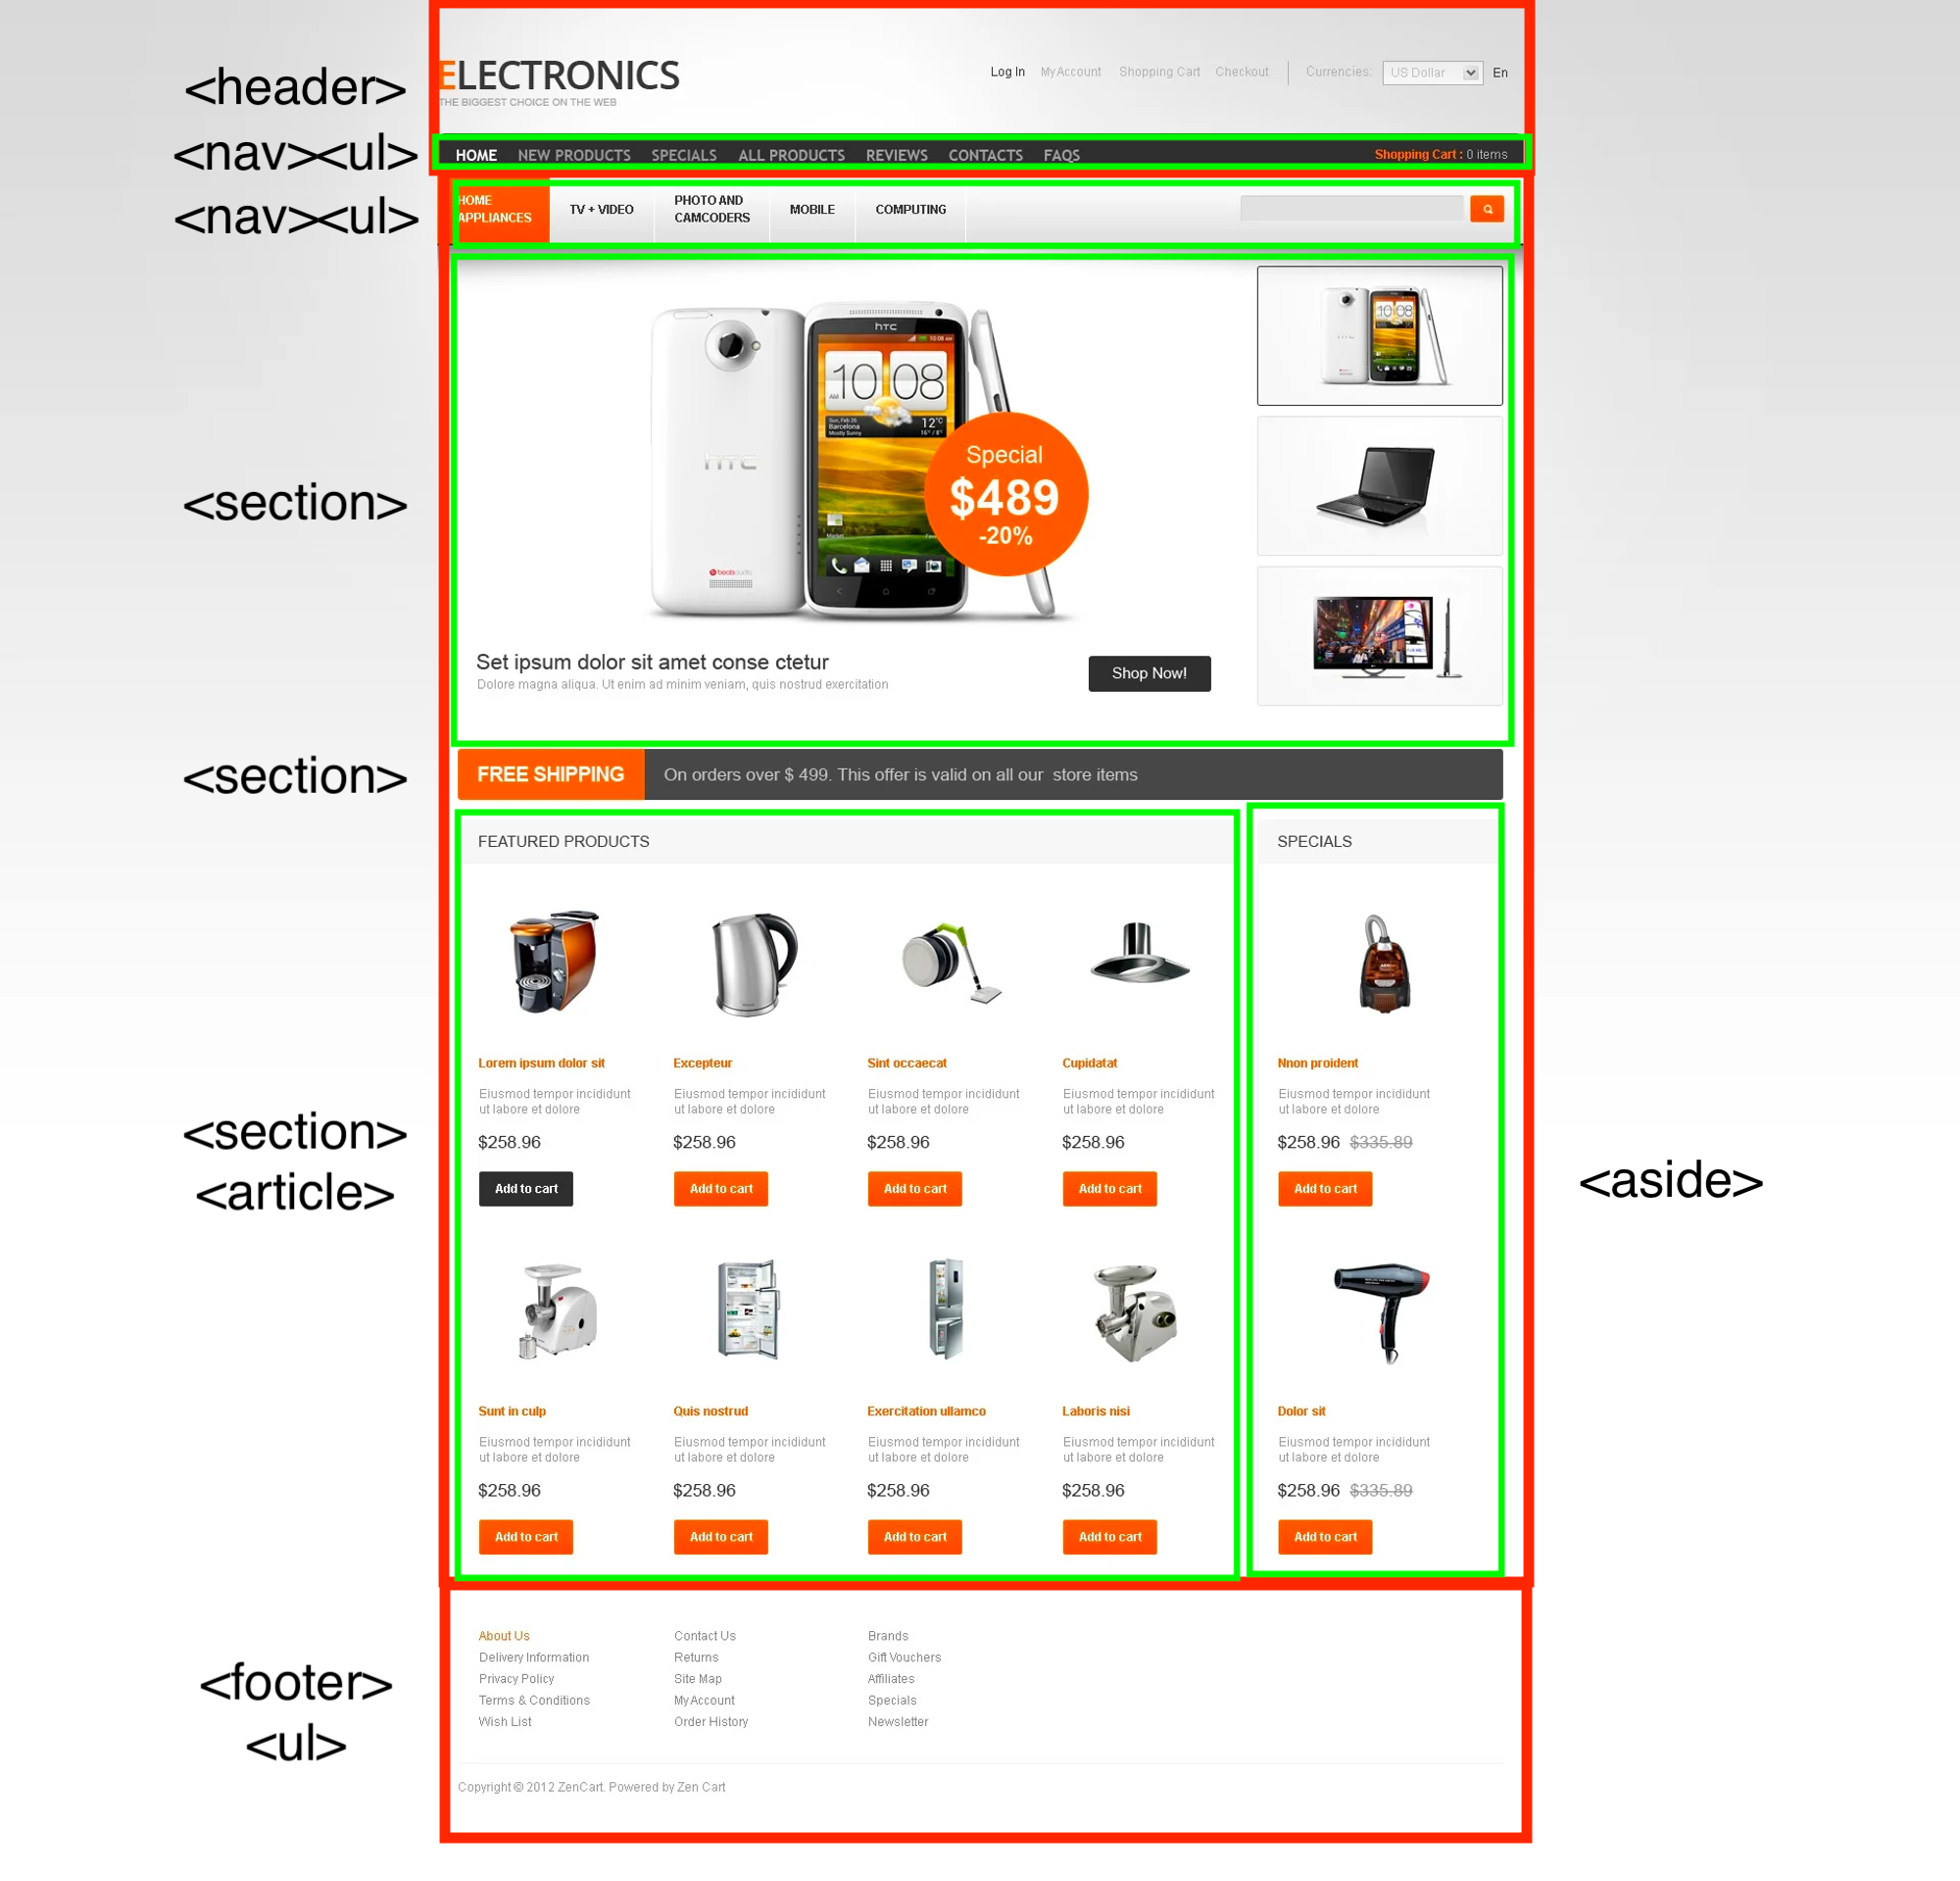 <header>
ELECTRONICS
THE BIGGEST CHOICE ON THE WEB
Log In My Account Shopping Cart Checkout Currencies: US Dollar En
<nav><ul>
HOME NEW PRODUCTS SPECIALS ALL PRODUCTS REVIEWS CONTACTS FAQS Shopping Cart : 0 items
<nav><ul>
HOME
APPLIANCES
TV + VIDEO
PHOTO AND
CAMCODERS
MOBILE
COMPUTING
<section>
hTC
10:08
AM
10 08
Sun, Feb 26
Barcelona
Mostly Sunny
12°C
hTC
beatsaudio
Special
$489
-20%
Set ipsum dolor sit amet conse ctetur
Dolore magna aliqua. Ut enim ad minim veniam, quis nostrud exercitation
Shop Now!
10 08
<section>
FREE SHIPPING On orders over $ 499. This offer is valid on all our store items
FEATURED PRODUCTS
Lorem ipsum dolor sit Excepteur Sint occaecat Cupidatat
Eiusmod tempor incididunt Eiusmod tempor incididunt Eiusmod tempor incididunt Eiusmod tempor incididunt
ut labore et dolore ut labore et dolore ut labore et dolore ut labore et dolore
$258.96 $258.96 $258.96 $258.96
Add to cart Add to cart Add to cart Add to cart
<section>
<article>
Sunt in culp Quis nostrud Exercitation ullamco Laboris nisi
Eiusmod tempor incididunt Eiusmod tempor incididunt Eiusmod tempor incididunt Eiusmod tempor incididunt
ut labore et dolore ut labore et dolore ut labore et dolore ut labore et dolore
$258.96 $258.96 $258.96 $258.96
Add to cart Add to cart Add to cart Add to cart
SPECIALS
Nnon proident
Eiusmod tempor incididunt
ut labore et dolore
$258.96 $335.89
Add to cart
Dolor sit
Eiusmod tempor incididunt
ut labore et dolore
$258.96 $335.89
Add to cart
<aside>
<footer>
<ul>
About Us
Delivery Information
Privacy Policy
Terms & Conditions
Wish List
Contact Us
Returns
Site Map
My Account
Order History
Brands
Gift Vouchers
Affiliates
Specials
Newsletter
Copyright © 2012 ZenCart. Powered by Zen Cart